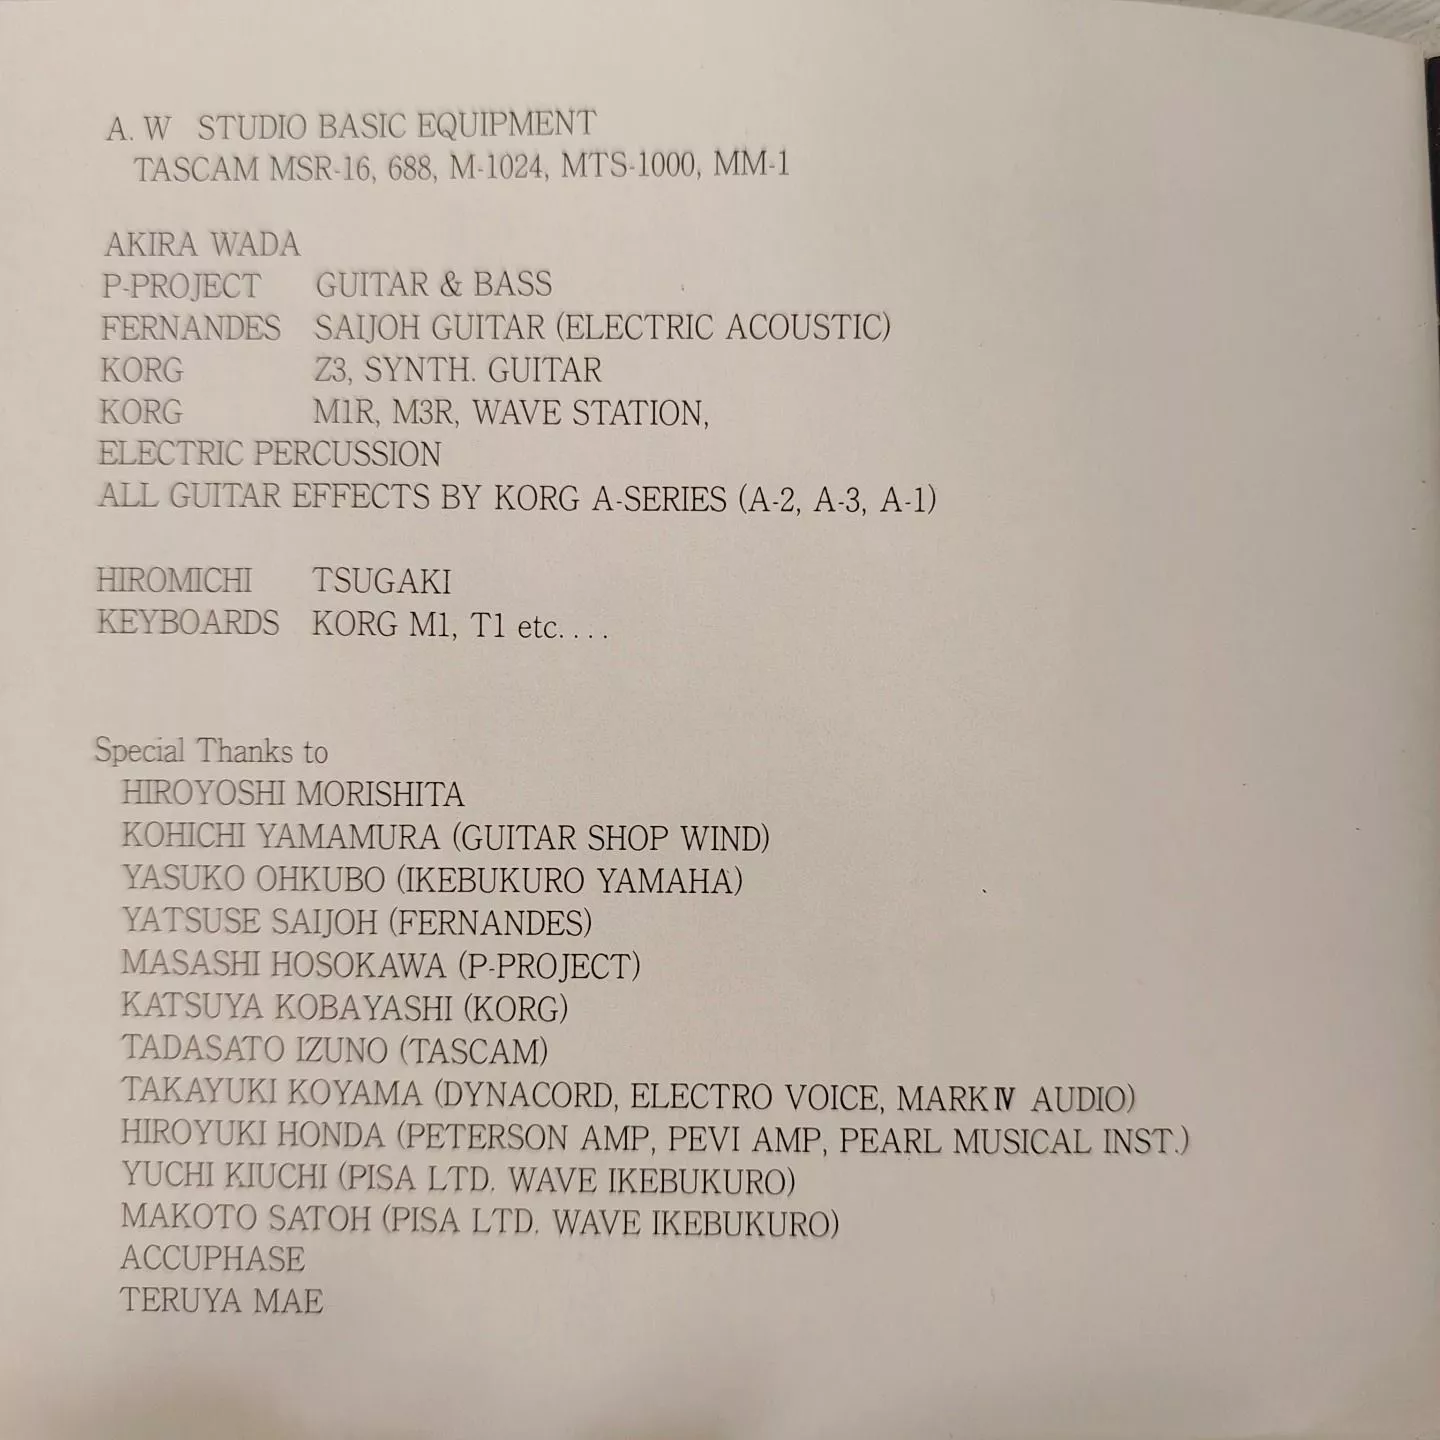 A. W STUDIO BASIC EQUIPMENT
TASCAM MSR-16, 688, M-1024, MTS-1000, MM-1
AKIRA WADA
P-PROJECT GUITAR & BASS
FERNANDES SAIJOH GUITAR (ELECTRIC ACOUSTIC)
KORG Z3, SYNTH. GUITAR
KORG M1R, M3R, WAVE STATION,
ELECTRIC PERCUSSION
ALL GUITAR EFFECTS BY KORG A-SERIES (A-2, A-3, A-1)
HIROMICHI TSUGAKI
KEYBOARDS KORG M1, T1 etc....
Special Thanks to
HIROYOSHI MORISHITA
KOHICHI YAMAMURA (GUITAR SHOP WIND)
YASUKO OHKUBO (IKEBUKURO YAMAHA)
YATSUSE SAIJOH (FERNANDES)
MASASHI HOSOKAWA (P-PROJECT)
KATSUYA KOBAYASHI (KORG)
TADASATO IZUNO (TASCAM)
TAKAYUKI KOYAMA (DYNACORD, ELECTRO VOICE, MARK Ⅳ AUDIO)
HIROYUKI HONDA (PETERSON AMP, PEVI AMP, PEARL MUSICAL INST.)
YUCHI KIUCHI (PISA LTD. WAVE IKEBUKURO)
MAKOTO SATOH (PISA LTD. WAVE IKEBUKURO)
ACCUPHASE
TERUYA MAE